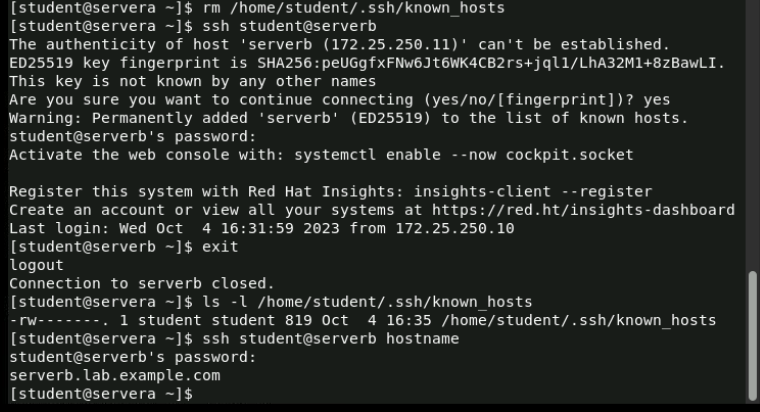 [student@servera ~]$ rm /home/student/.ssh/known_hosts
[student@servera ~]$ ssh student@serverb
The authenticity of host 'serverb (172.25.250.11)' can't be established.
ED25519 key fingerprint is SHA256:peUGgfxFNw6Jt6WK4CB2rs+jql1/LhA32M1+8zBawLI.
This key is not known by any other names
Are you sure you want to continue connecting (yes/no/[fingerprint])? yes
Warning: Permanently added 'serverb' (ED25519) to the list of known hosts.
student@serverb's password:
Activate the web console with: systemctl enable --now cockpit.socket

Register this system with Red Hat Insights: insights-client --register
Create an account or view all your systems at https://red.ht/insights-dashboard
Last login: Wed Oct  4 16:31:59 2023 from 172.25.250.10
[student@serverb ~]$ exit
logout
Connection to serverb closed.
[student@servera ~]$ ls -l /home/student/.ssh/known_hosts
-rw-------. 1 student student 819 Oct  4 16:35 /home/student/.ssh/known_hosts
[student@servera ~]$ ssh student@serverb hostname
student@serverb's password:
serverb.lab.example.com
[student@servera ~]$